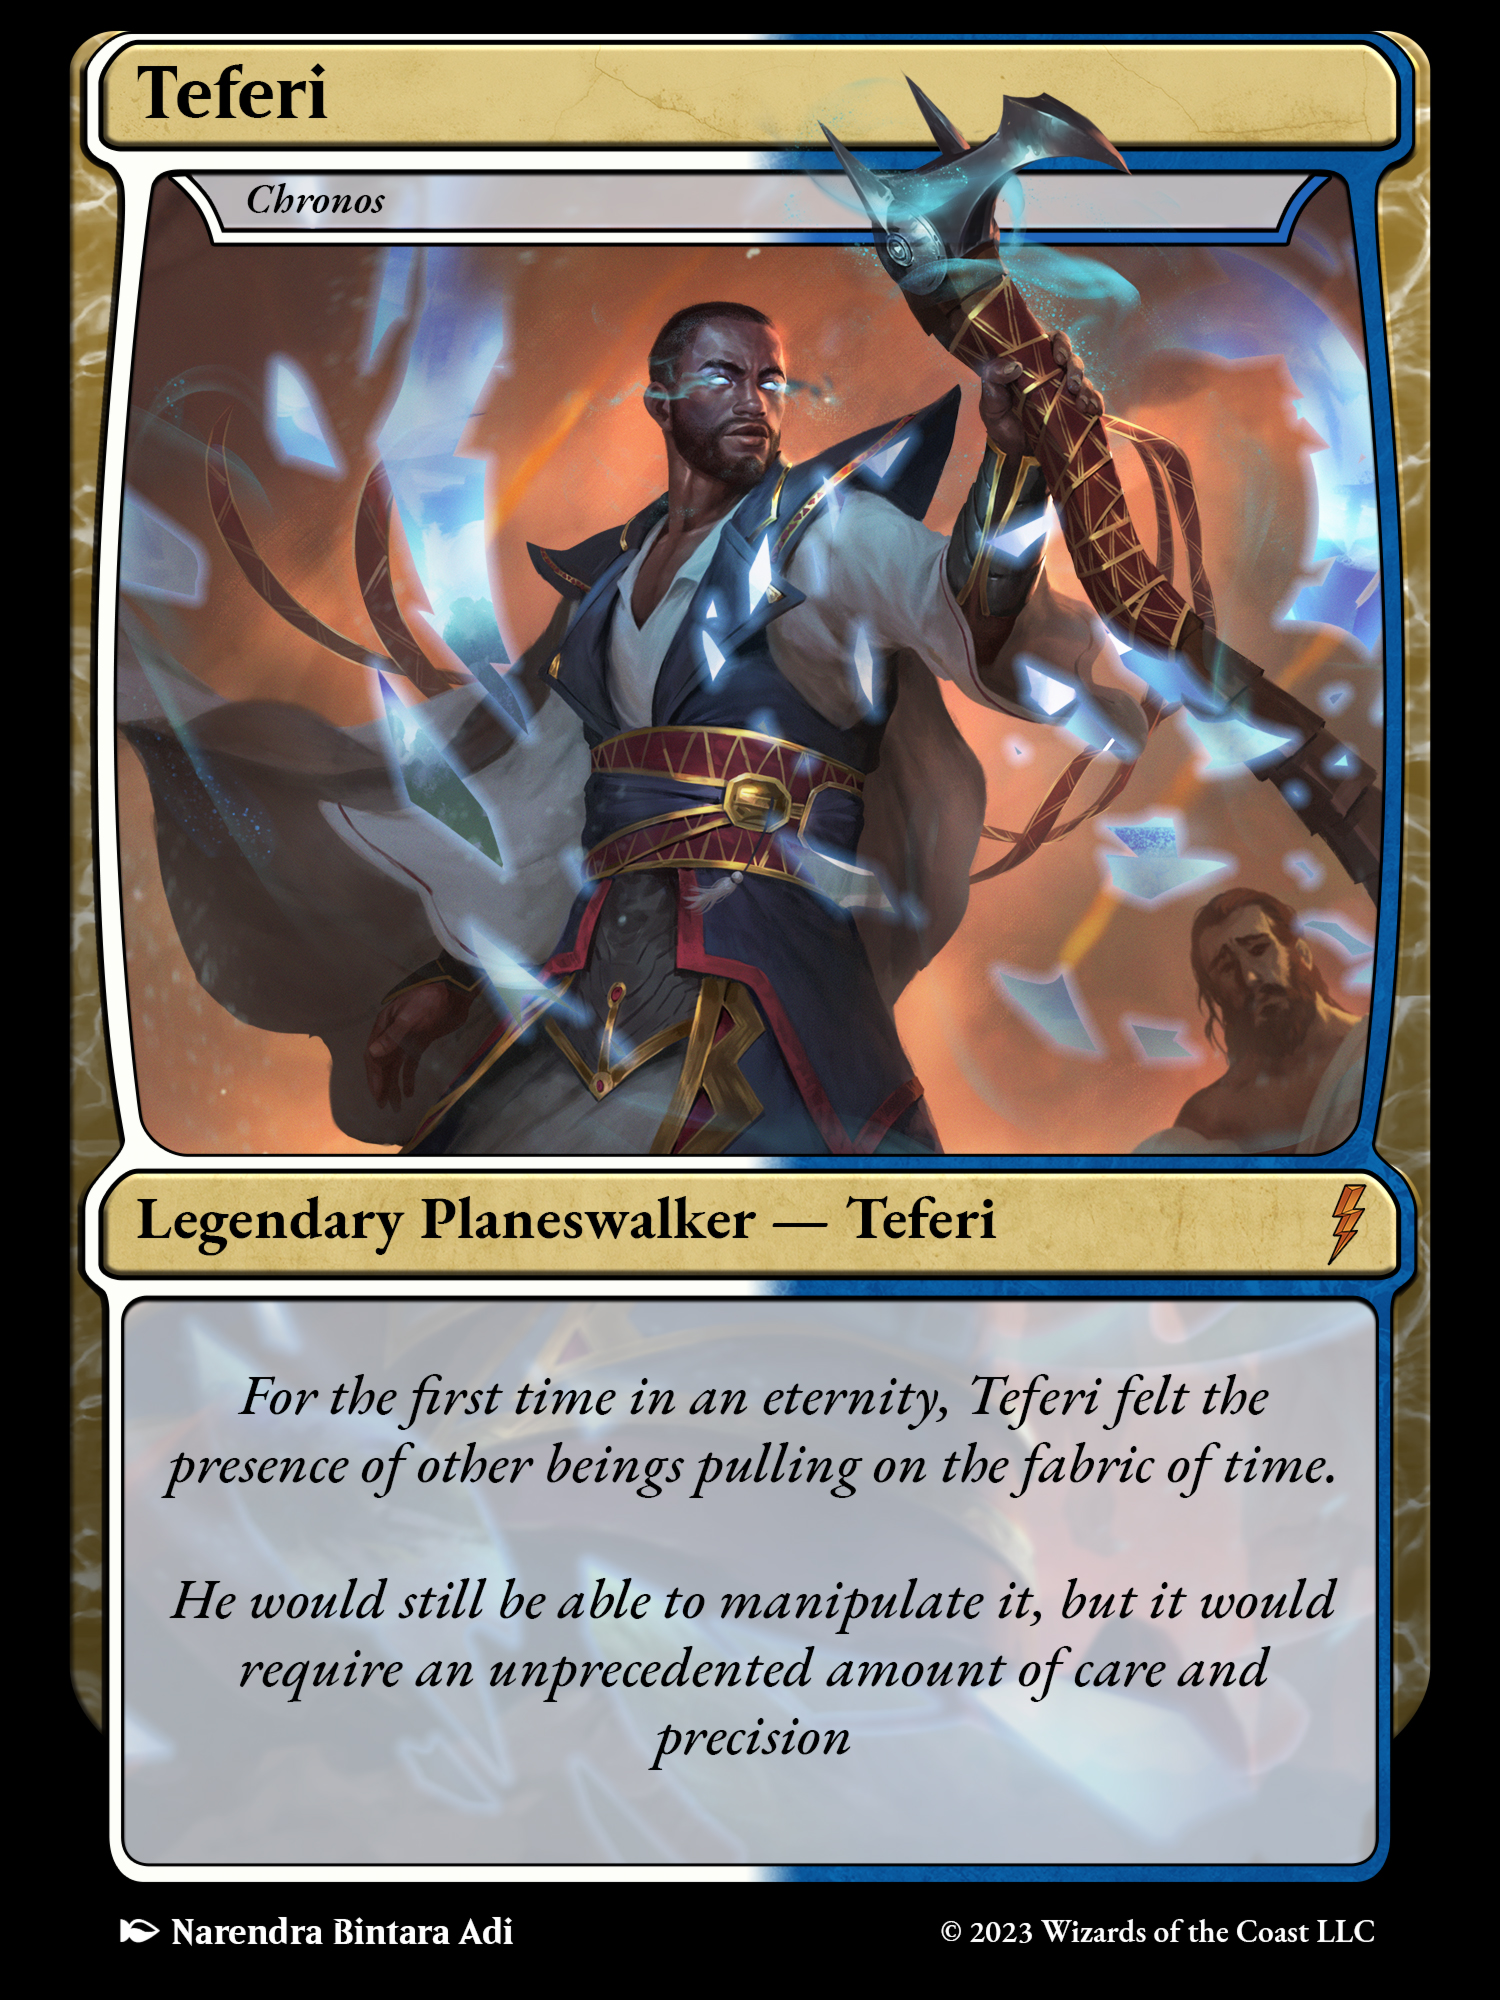 Teferi
Chronos
Legendary Planeswalker — Teferi
For the first time in an eternity, Teferi felt the
presence of other beings pulling on the fabric of time.
He would still be able to manipulate it, but it would
require an unprecedented amount of care and
precision
Narendra Bintara Adi
© 2023 Wizards of the Coast LLC